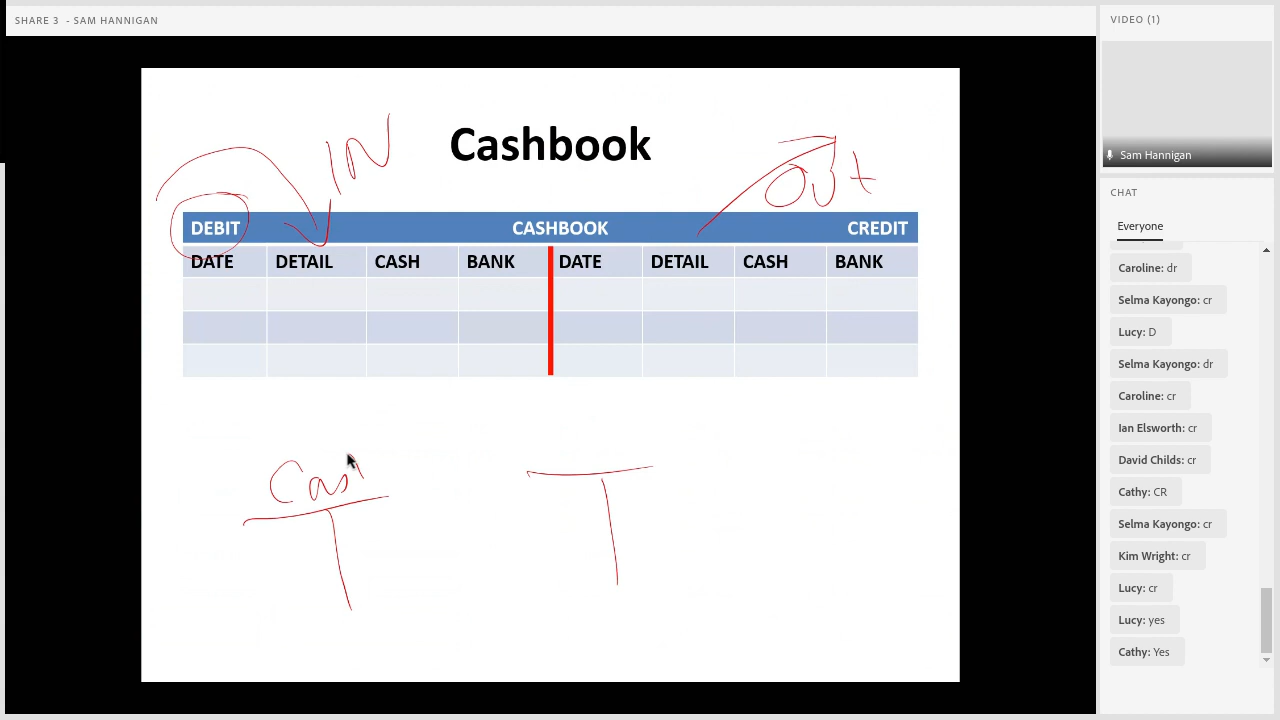 SHARE 3 - SAM HANNIGAN
Cashbook
IN
Out
DEBIT CASHBOOK CREDIT
DATE DETAIL CASH BANK DATE DETAIL CASH BANK
Cash
VIDEO (1)
Sam Hannigan
CHAT
Everyone
Caroline: dr
Selma Kayongo: cr
Lucy: D
Selma Kayongo: dr
Caroline: cr
Ian Elsworth: cr
David Childs: cr
Cathy: CR
Selma Kayongo: cr
Kim Wright: cr
Lucy: cr
Lucy: yes
Cathy: Yes